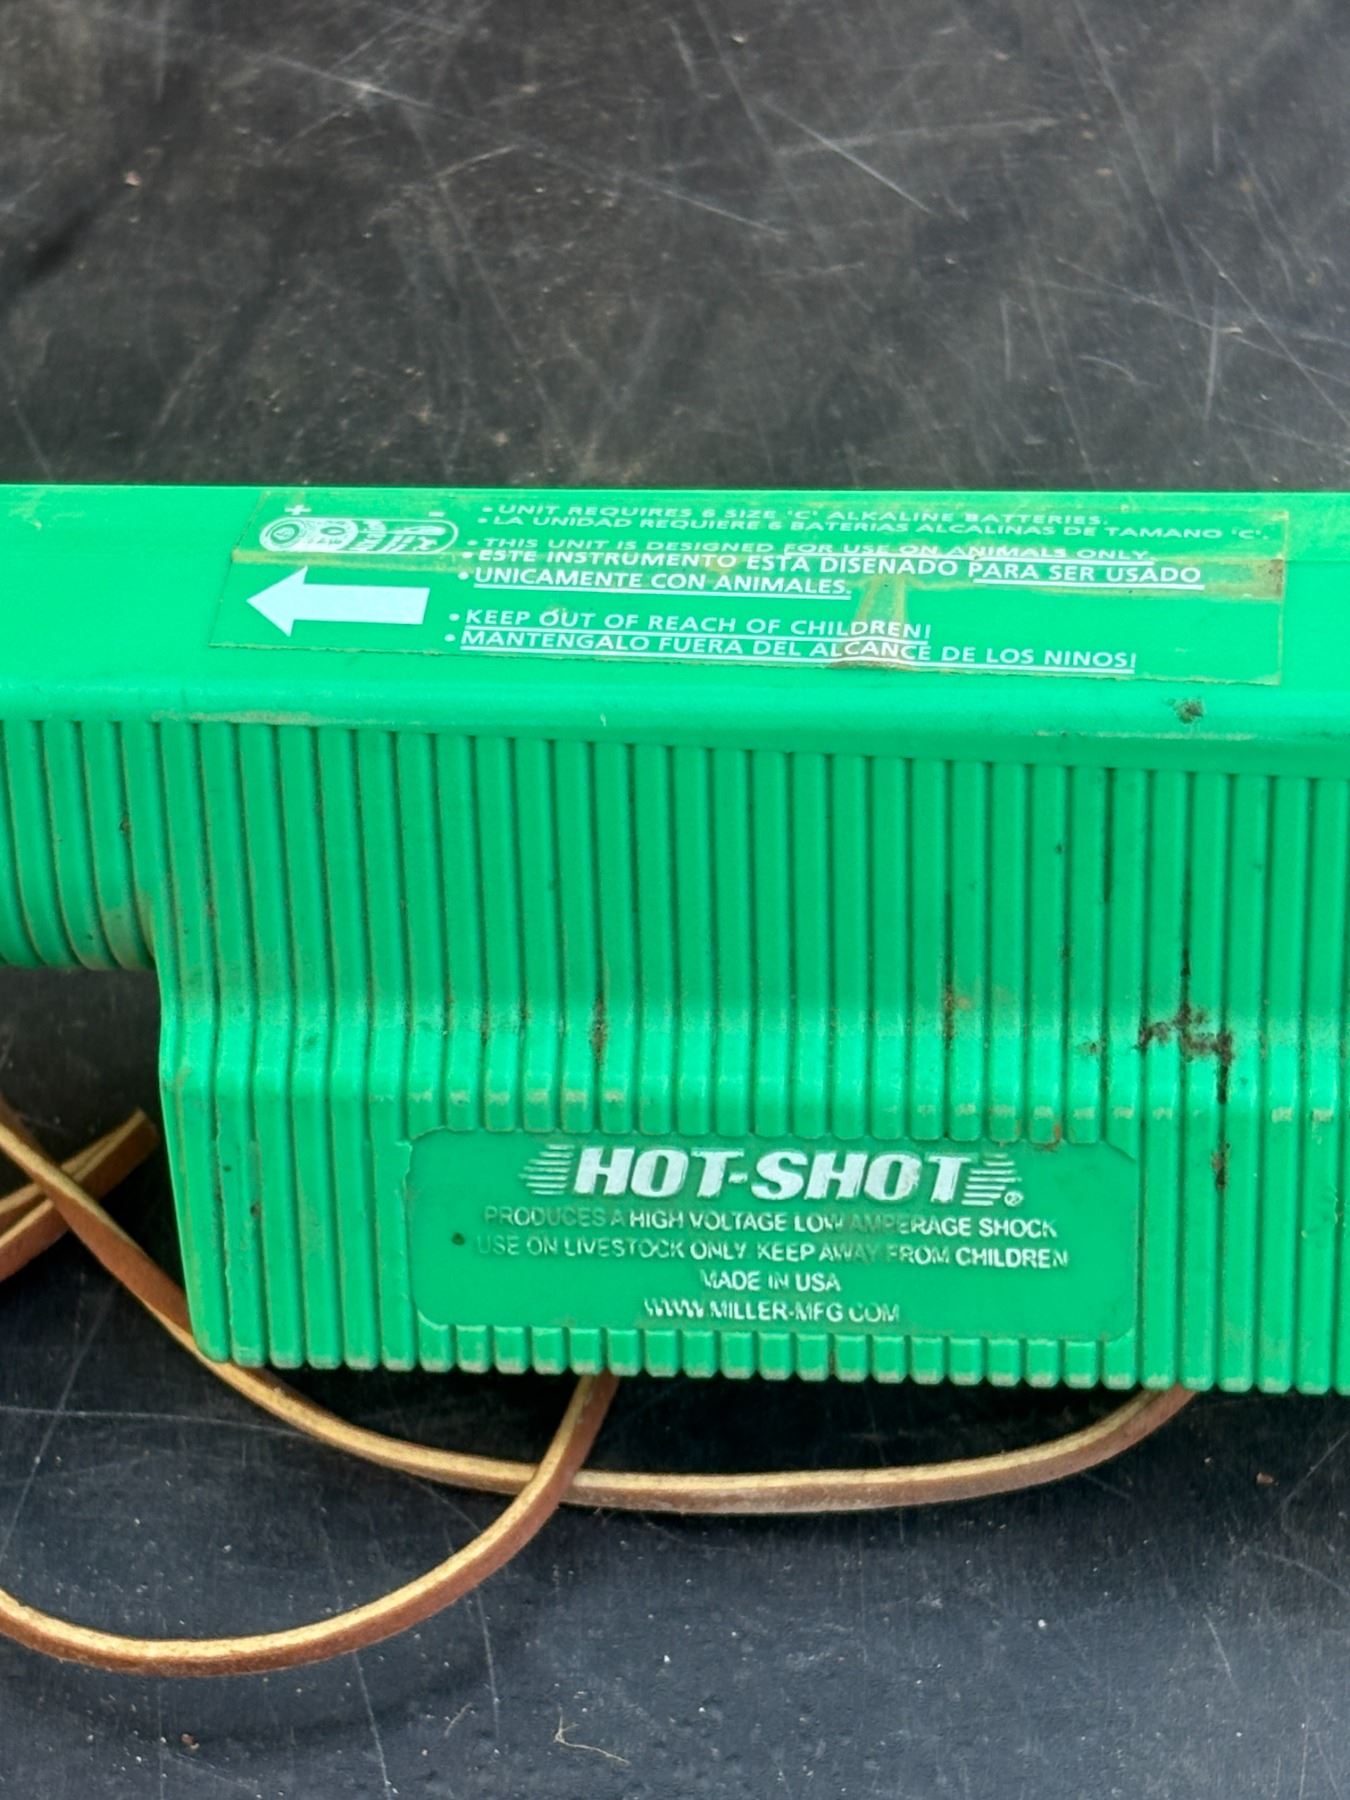 + -
• UNIT REQUIRES 6 SIZE 'C' ALKALINE BATTERIES.
• LA UNIDAD REQUIERE 6 BATERIAS ALCALINAS DE TAMANO 'C'.
• THIS UNIT IS DESIGNED FOR USE ON ANIMALS ONLY.
• ESTE INSTRUMENTO ESTA DISENADO PARA SER USADO
• UNICAMENTE CON ANIMALES.
• KEEP OUT OF REACH OF CHILDREN!
• MANTENGALO FUERA DEL ALCANCE DE LOS NINOS!
HOT-SHOT®
PRODUCES A HIGH VOLTAGE LOW AMPERAGE SHOCK
USE ON LIVESTOCK ONLY KEEP AWAY FROM CHILDREN
MADE IN USA
WWW.MILLER-MFG.COM